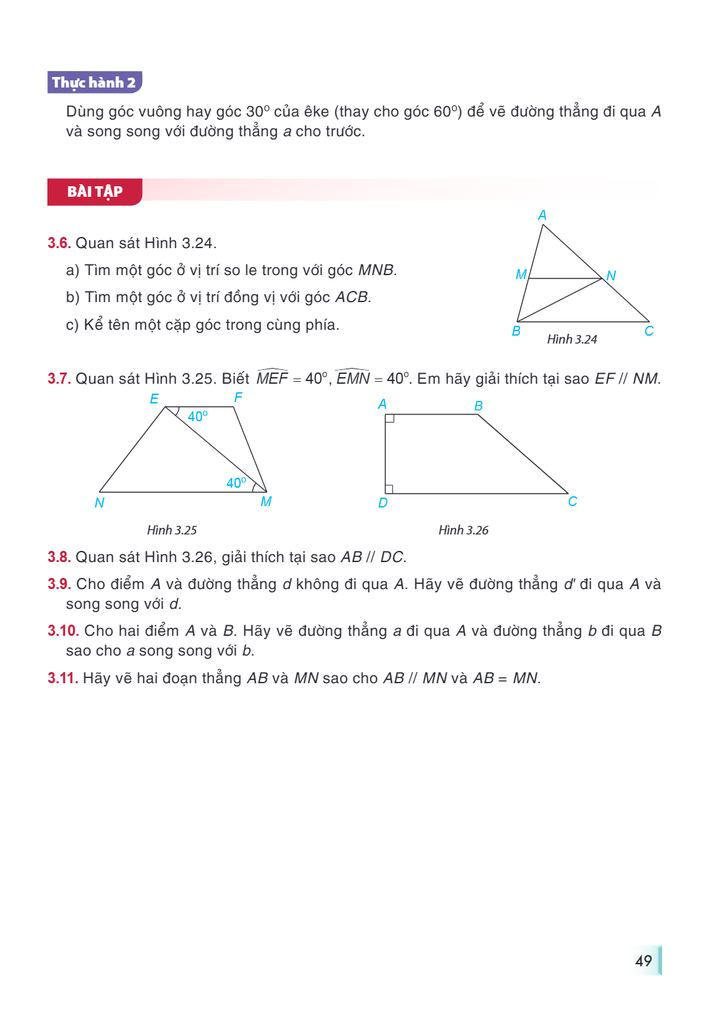 Thực hành 2
Dùng góc vuông hay góc 30º của êke (thay cho góc 60º) để vẽ đường thẳng đi qua A
và song song với đường thẳng a cho trước.
BÀI TẬP
3.6. Quan sát Hình 3.24.
a) Tìm một góc ở vị trí so le trong với góc MNB.
b) Tìm một góc ở vị trí đồng vị với góc ACB.
c) Kể tên một cặp góc trong cùng phía.
A
M
N
B
C
Hình 3.24
3.7. Quan sát Hình 3.25. Biết MEF = 40º, EMN = 40º. Em hãy giải thích tại sao EF // NM.
E
F
40º
40º
N
M
Hình 3.25
A
B
D
C
Hình 3.26
3.8. Quan sát Hình 3.26, giải thích tại sao AB // DC.
3.9. Cho điểm A và đường thẳng d không đi qua A. Hãy vẽ đường thẳng d' đi qua A và
song song với d.
3.10. Cho hai điểm A và B. Hãy vẽ đường thẳng a đi qua A và đường thẳng b đi qua B
sao cho a song song với b.
3.11. Hãy vẽ hai đoạn thẳng AB và MN sao cho AB // MN và AB = MN.
49